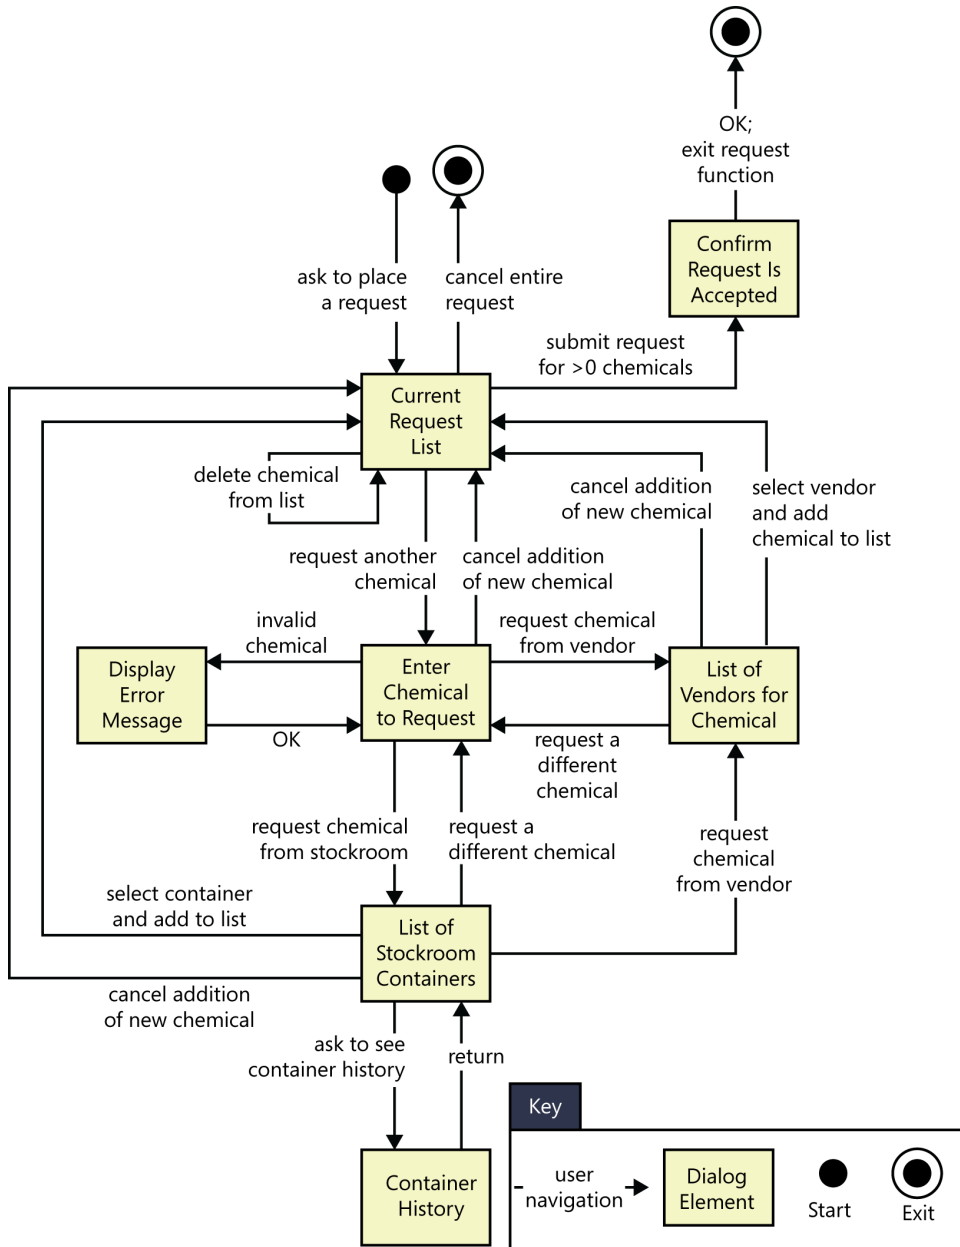 OK;
exit request
function
Confirm
Request Is
Accepted
ask to place
a request
cancel entire
request
submit request
for >0 chemicals
Current
Request
List
delete chemical
from list
cancel addition
of new chemical
select vendor
and add
chemical to list
request another
chemical
cancel addition
of new chemical
invalid
chemical
request chemical
from vendor
Display
Error
Message
Enter
Chemical
to Request
List of
Vendors for
Chemical
OK
request a
different
chemical
request chemical
from stockroom
request a
different chemical
request
chemical
from vendor
select container
and add to list
List of
Stockroom
Containers
cancel addition
of new chemical
ask to see
container history
return
Container
History
Key
user
navigation
Dialog
Element
Start
Exit